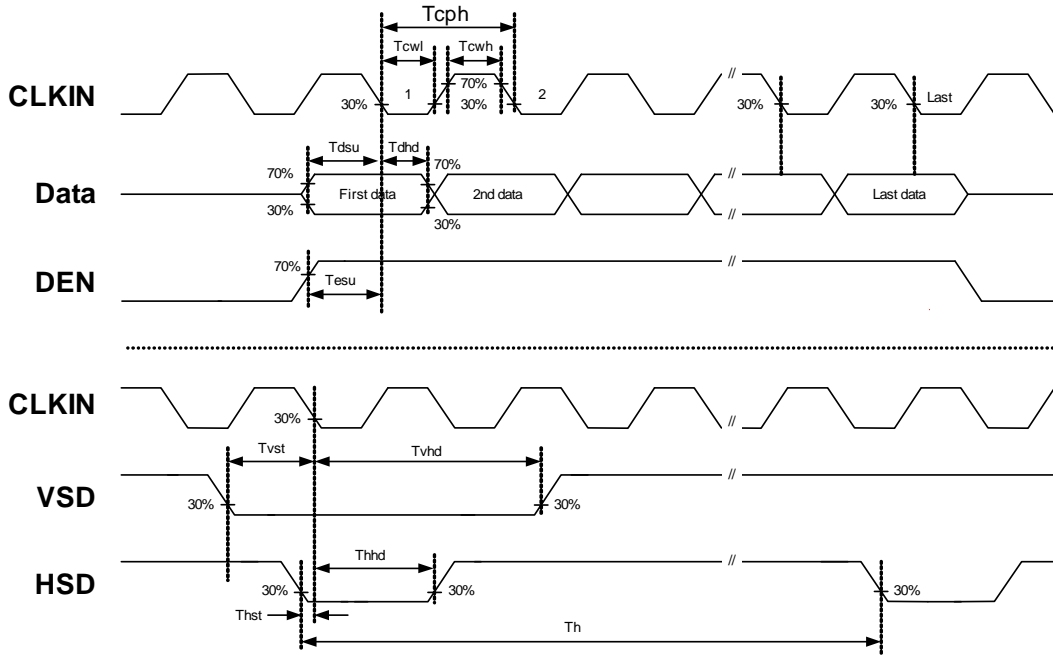 Tcph
Tcwl Tcwh
CLKIN 30% 1 70% 30% 2 // 30% 30% Last
Tdsu Tdhd
70% 70%
Data First data 2nd data // Last data
30% 30% //
70%
DEN Tesu //
CLKIN 30% //
Tvst Tvhd
VSD 30% 30% //
Thhd
HSD 30% 30% // 30%
Thst
Th